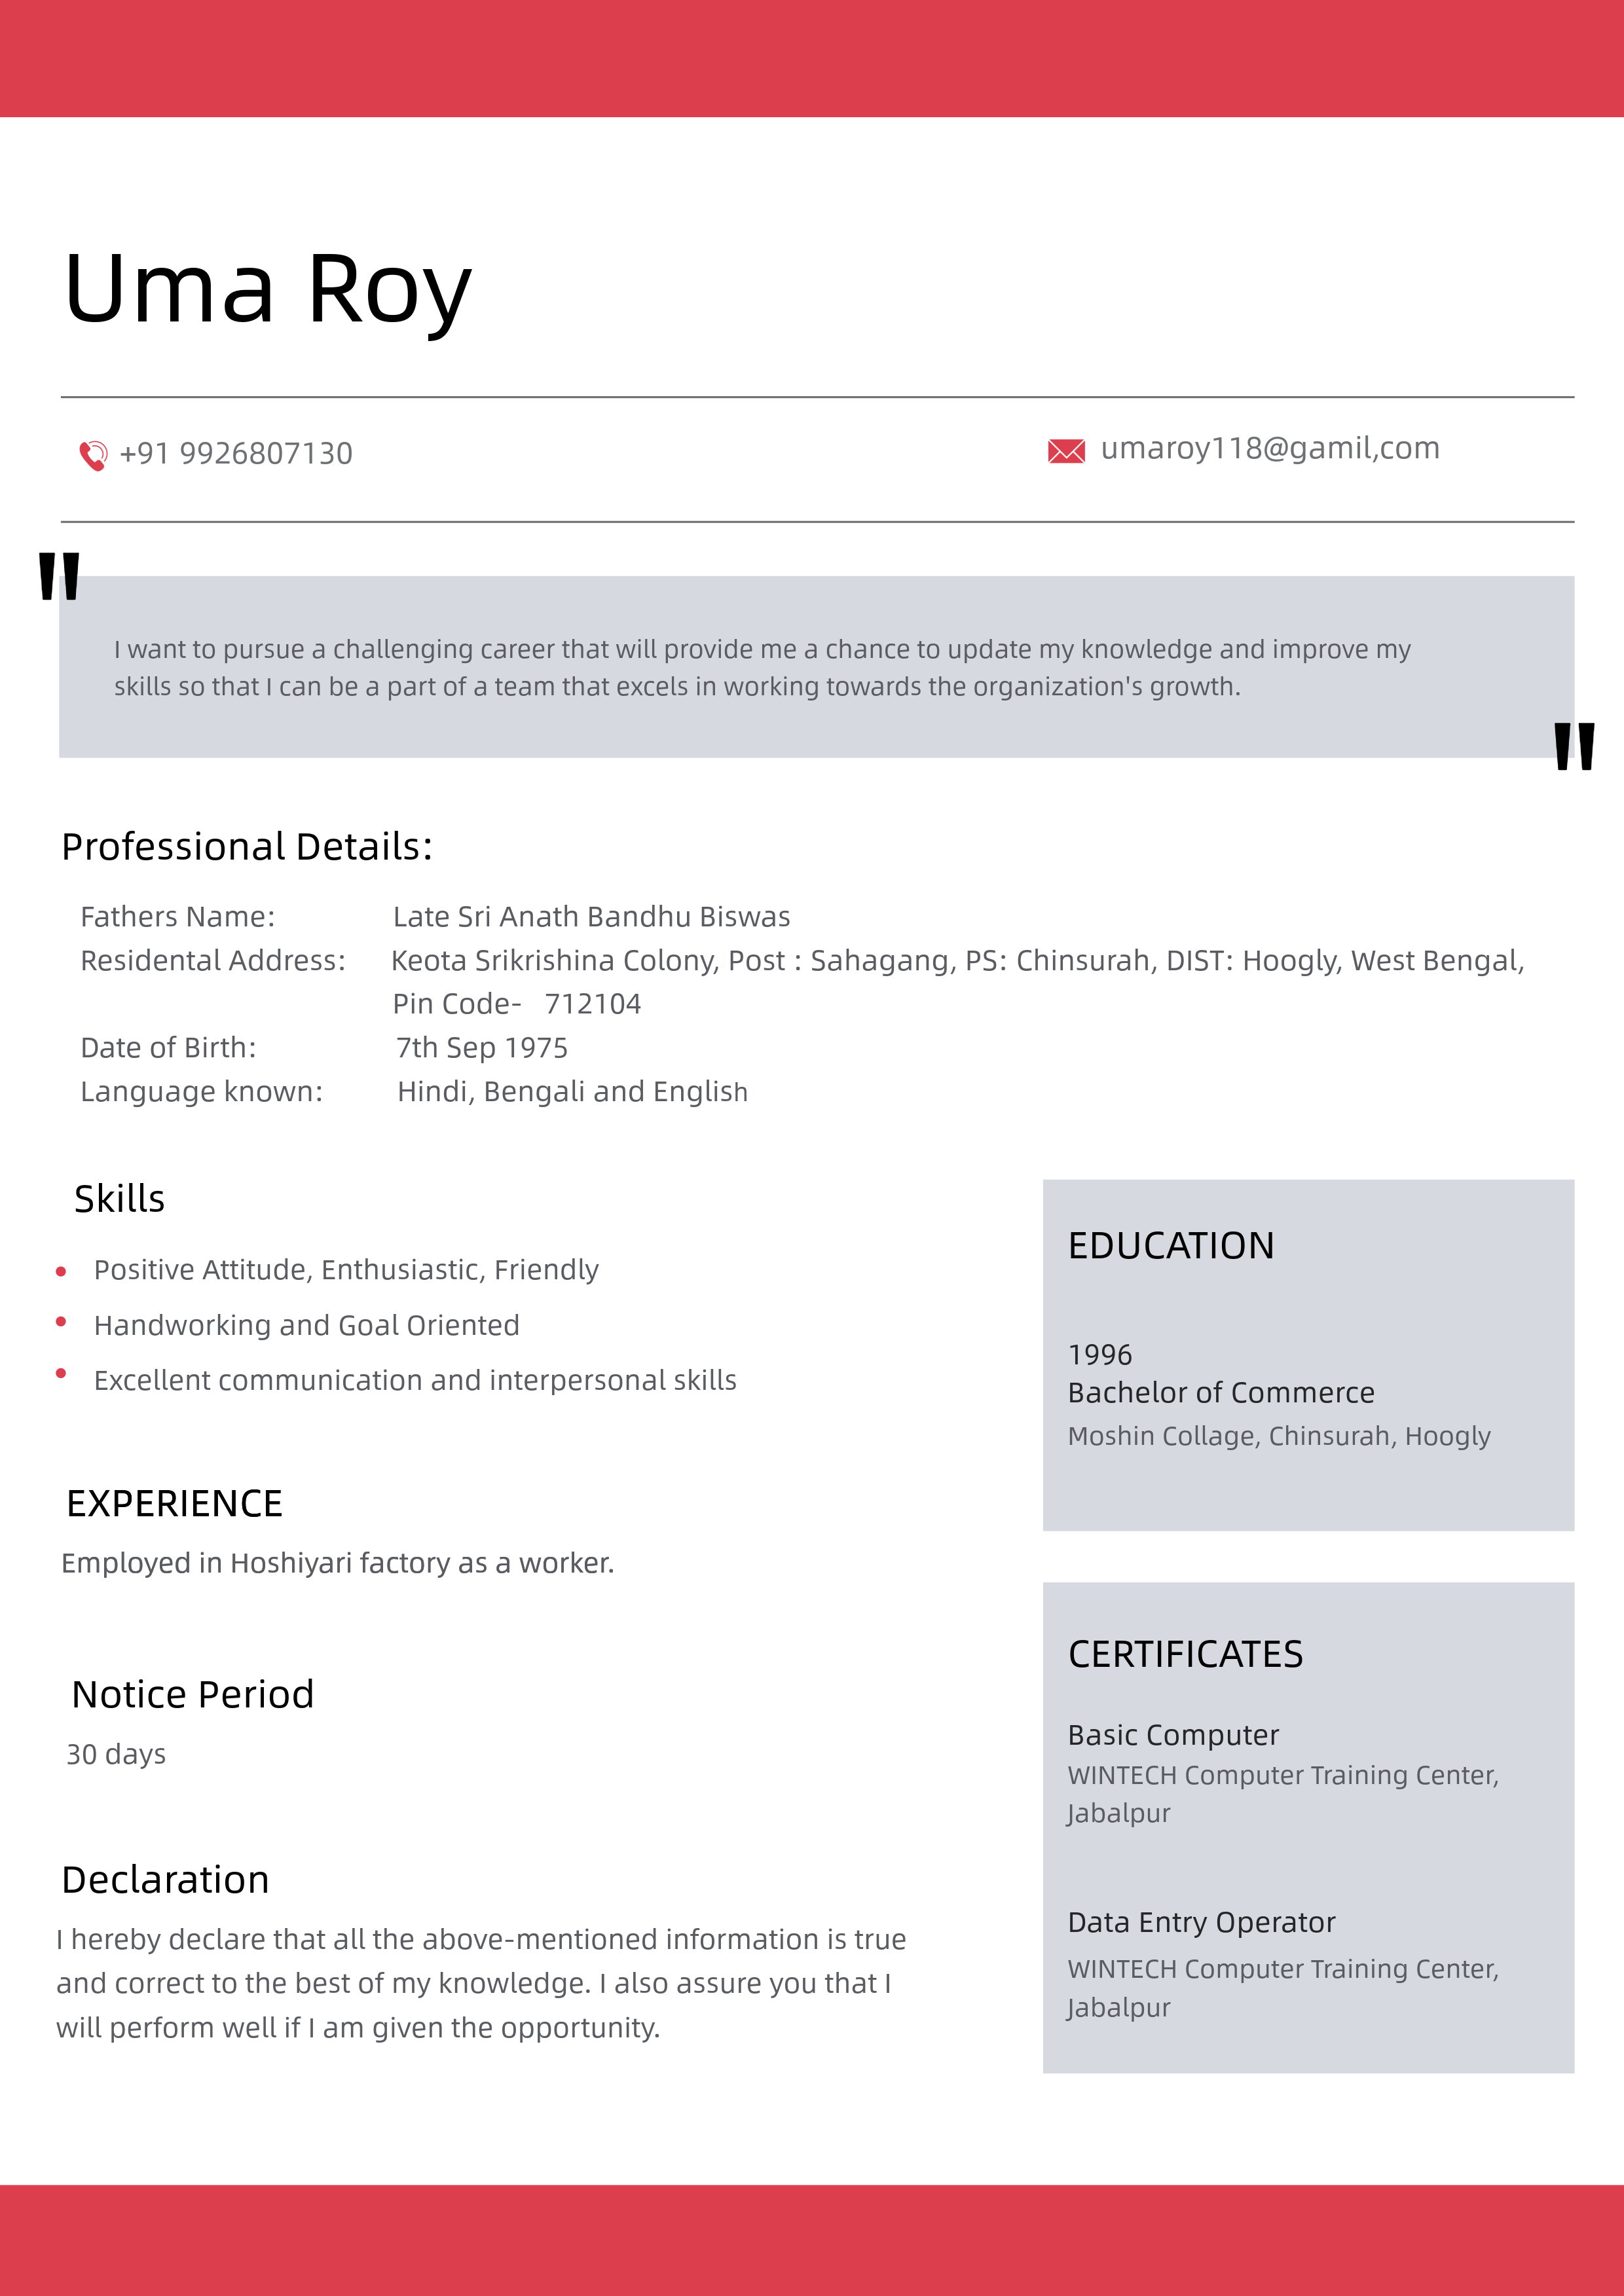 Uma Roy
+91 9926807130
umaroy118@gamil,com
"
I want to pursue a challenging career that will provide me a chance to update my knowledge and improve my
skills so that I can be a part of a team that excels in working towards the organization's growth.
"
Professional Details:
Fathers Name: Late Sri Anath Bandhu Biswas
Residental Address: Keota Srikrishina Colony, Post : Sahagang, PS: Chinsurah, DIST: Hoogly, West Bengal,
Pin Code- 712104
Date of Birth: 7th Sep 1975
Language known: Hindi, Bengali and English
Skills
Positive Attitude, Enthusiastic, Friendly
Handworking and Goal Oriented
Excellent communication and interpersonal skills
EXPERIENCE
Employed in Hoshiyari factory as a worker.
Notice Period
30 days
Declaration
I hereby declare that all the above-mentioned information is true
and correct to the best of my knowledge. I also assure you that I
will perform well if I am given the opportunity.
EDUCATION
1996
Bachelor of Commerce
Moshin Collage, Chinsurah, Hoogly
CERTIFICATES
Basic Computer
WINTECH Computer Training Center,
Jabalpur
Data Entry Operator
WINTECH Computer Training Center,
Jabalpur